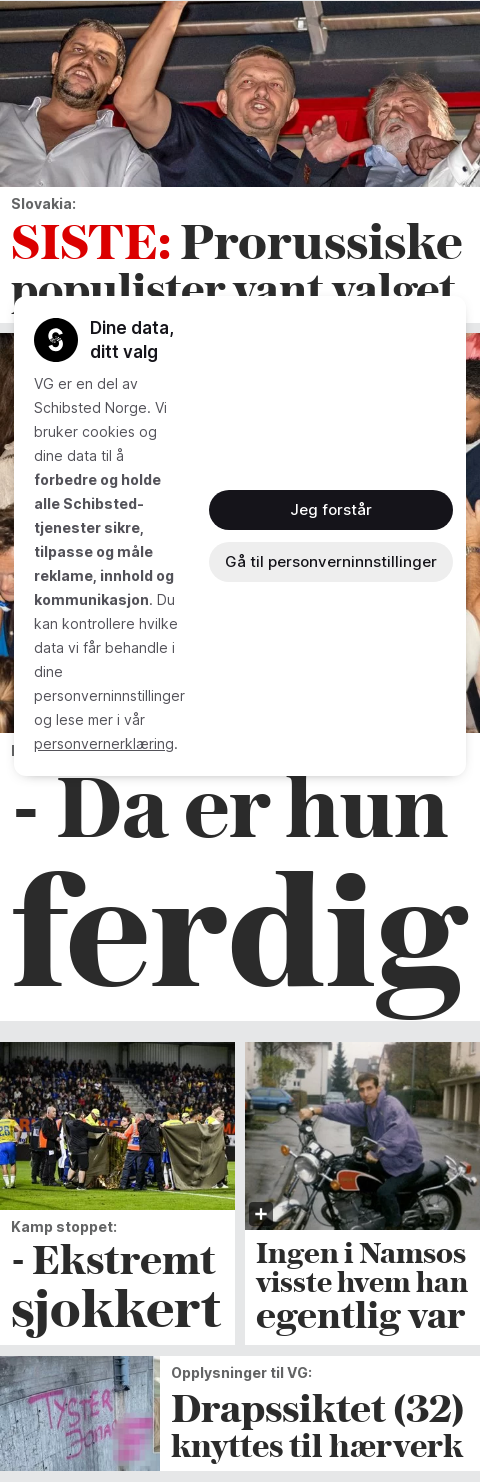 Slovakia:
SISTE: Prorussiske
populister vant valget
Dine data,
ditt valg
VG er en del av
Schibsted Norge. Vi
bruker cookies og
dine data til å
forbedre og holde
alle Schibsted-
tjenester sikre,
tilpasse og måle
reklame, innhold og
kommunikasjon. Du
kan kontrollere hvilke
data vi får behandle i
dine
personverninnstillinger
og lese mer i vår
personvernerklæring.
Jeg forstår
Gå til personverninnstillinger
- Da er hun
ferdig
Kamp stoppet:
- Ekstremt
sjokkert
Ingen i Namsos
visste hvem han
egentlig var
TYSTER
Opplysninger til VG:
Drapssiktet (32)
knyttes til hærverk